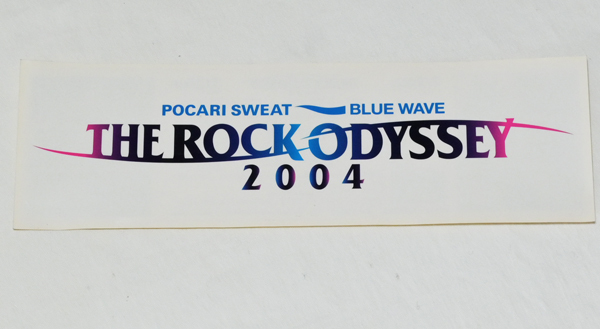 POCARI SWEAT BLUE WAVE
THE ROCK ODYSSEY
2004